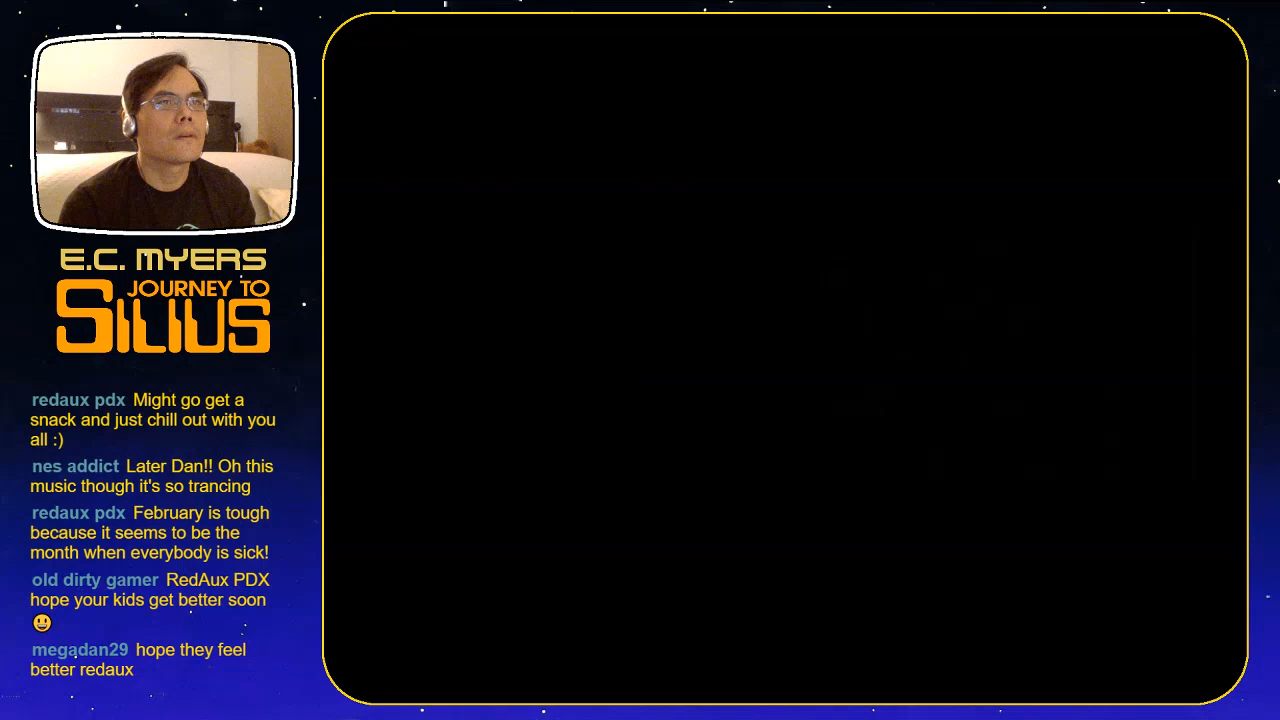 E.C. MYERS
JOURNEY TO
SILIUS
redaux pdx Might go get a
snack and just chill out with you
all :)
nes addict Later Dan!! Oh this
music though it's so trancing
redaux pdx February is tough
because it seems to be the
month when everybody is sick!
old dirty gamer RedAux PDX
hope your kids get better soon
😃
megadan29 hope they feel
better redaux